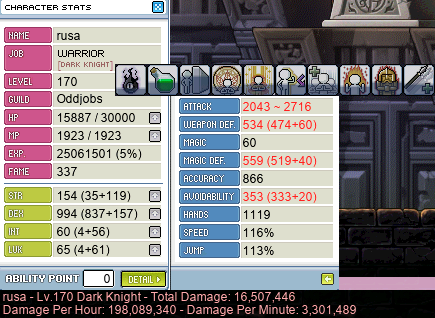 CHARACTER STATS
NAME rusa
JOB WARRIOR
[DARK KNIGHT]
LEVEL 170
GUILD Oddjobs
HP 15887 / 30000
MP 1923 / 1923
EXP. 25061501 (5%)
FAME 337
STR 154 (35+119)
DEX 994 (837+157)
INT 60 (4+56)
LUK 65 (4+61)
ABILITY POINT 0 DETAIL
ATTACK 2043 ~ 2716
WEAPON DEF. 534 (474+60)
MAGIC 60
MAGIC DEF. 559 (519+40)
ACCURACY 866
AVOIDABILITY 353 (333+20)
HANDS 1119
SPEED 116%
JUMP 113%
rusa - Lv.170 Dark Knight - Total Damage: 16,507,446
Damage Per Hour: 198,089,340 - Damage Per Minute: 3,301,489